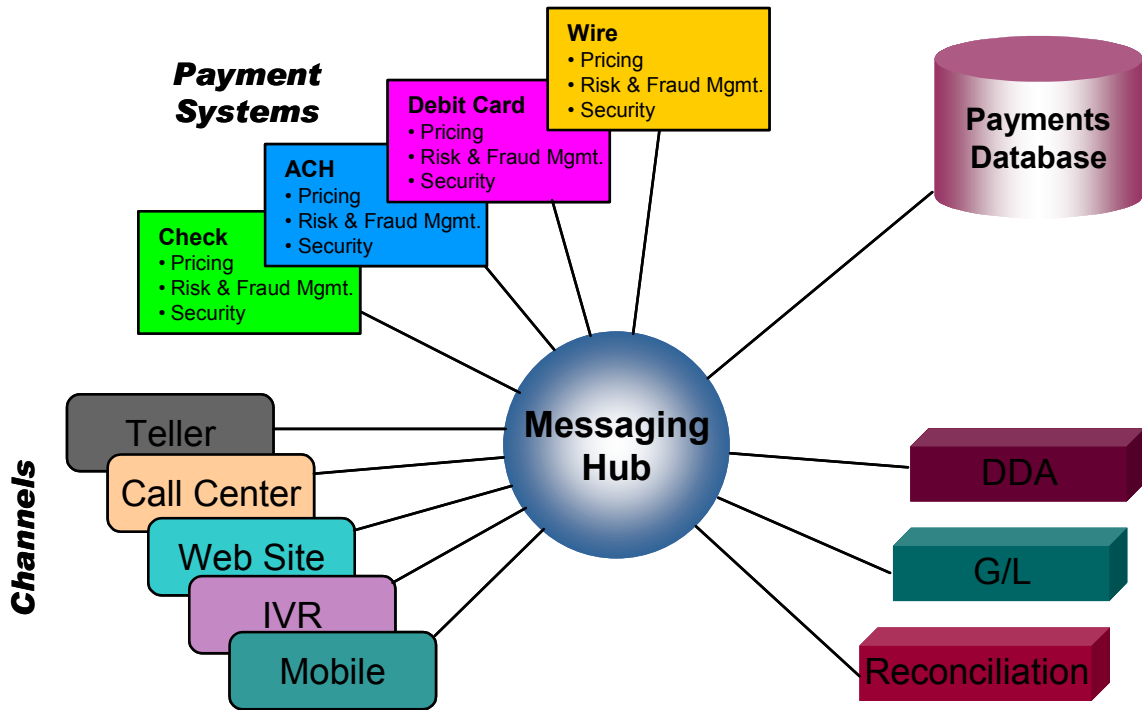 Payment
Systems
Wire
• Pricing
• Risk & Fraud Mgmt.
• Security
Debit Card
• Pricing
• Risk & Fraud Mgmt.
• Security
ACH
• Pricing
• Risk & Fraud Mgmt.
• Security
Check
• Pricing
• Risk & Fraud Mgmt.
• Security
Payments
Database
Messaging
Hub
Channels
Teller
Call Center
Web Site
IVR
Mobile
DDA
G/L
Reconciliation